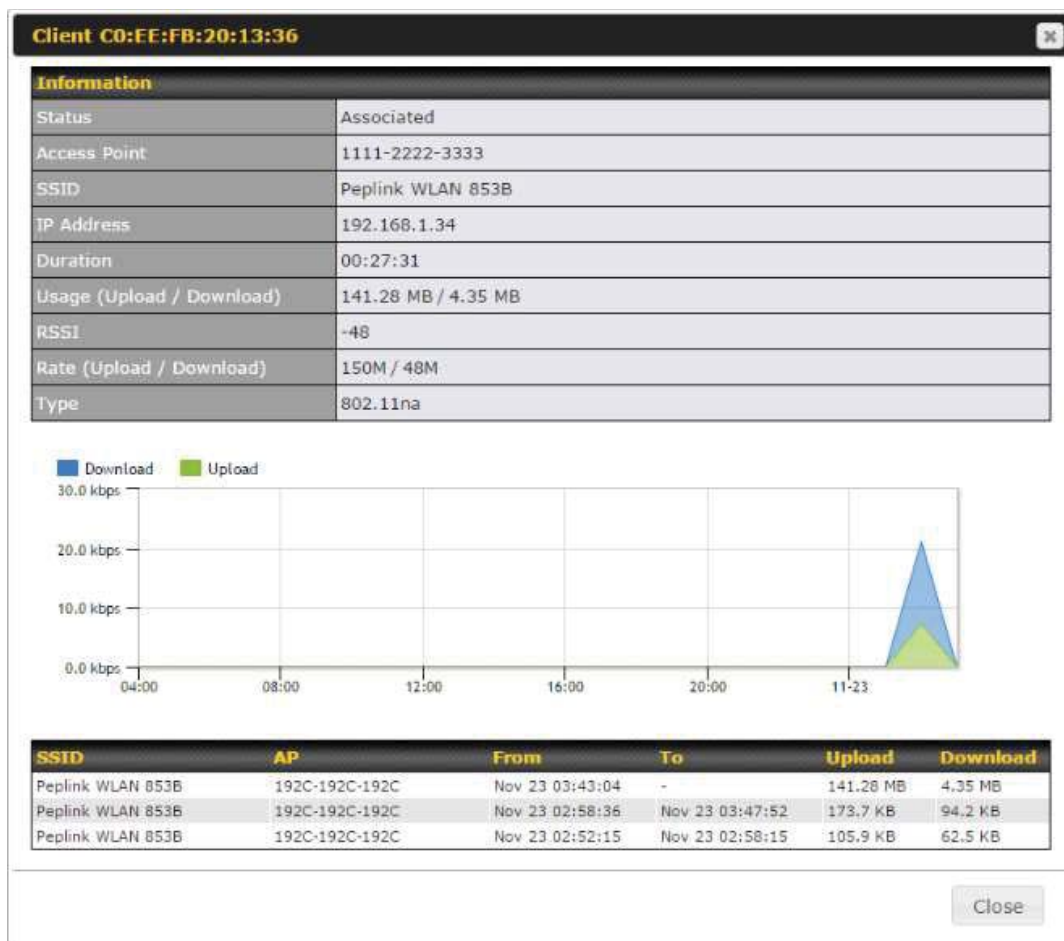 Client C0:EE:FB:20:13:36
Information
Status Associated
Access Point 1111-2222-3333
SSID Peplink WLAN 853B
IP Address 192.168.1.34
Duration 00:27:31
Usage (Upload / Download) 141.28 MB / 4.35 MB
RSSI -48
Rate (Upload / Download) 150M / 48M
Type 802.11na
Download Upload
30.0 kbps
20.0 kbps
10.0 kbps
0.0 kbps
04:00 08:00 12:00 16:00 20:00 11-23
SSID AP From To Upload Download
Peplink WLAN 853B 192C-192C-192C Nov 23 03:43:04 - 141.28 MB 4.35 MB
Peplink WLAN 853B 192C-192C-192C Nov 23 02:58:36 Nov 23 03:47:52 173.7 KB 94.2 KB
Peplink WLAN 853B 192C-192C-192C Nov 23 02:52:15 Nov 23 02:58:15 105.9 KB 62.5 KB
Close